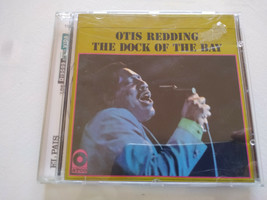 OTIS REDDING
THE DOCK OF THE BAY
EL PAIS